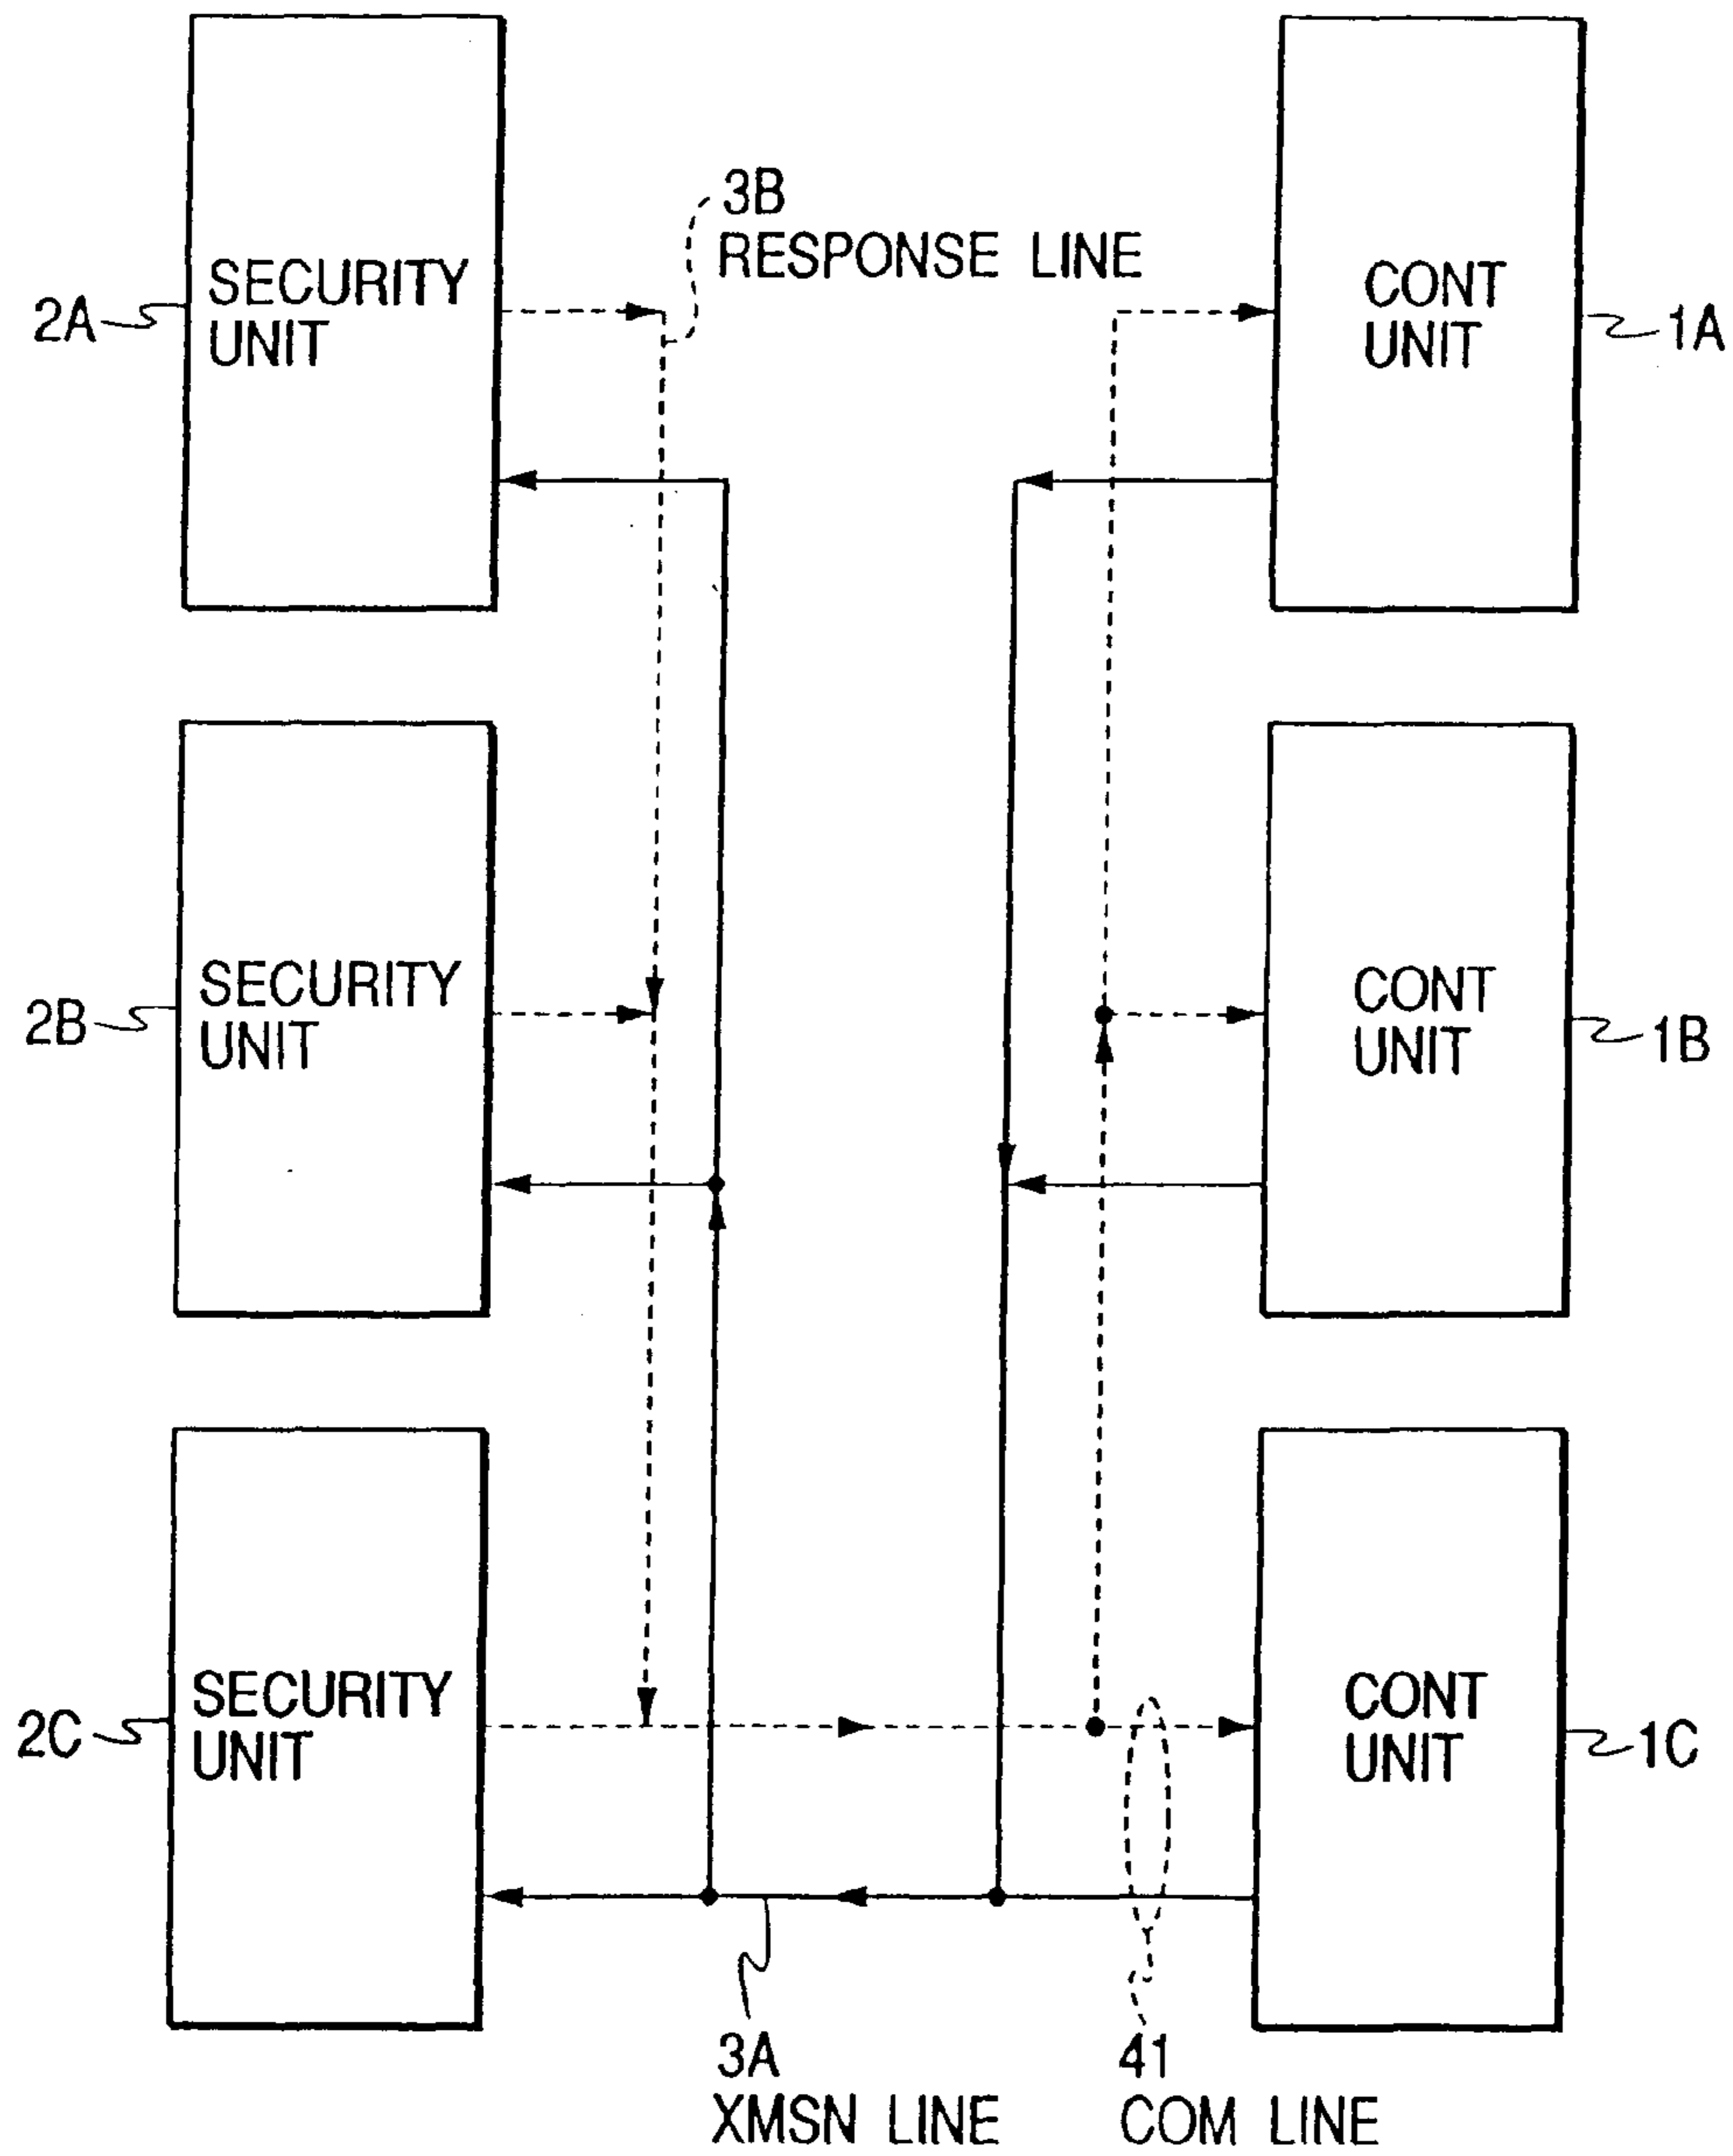 3B
RESPONSE LINE
2A
SECURITY
UNIT
CONT
UNIT
1A
2B
SECURITY
UNIT
CONT
UNIT
1B
2C
SECURITY
UNIT
CONT
UNIT
1C
3A
XMSN LINE
41
COM LINE